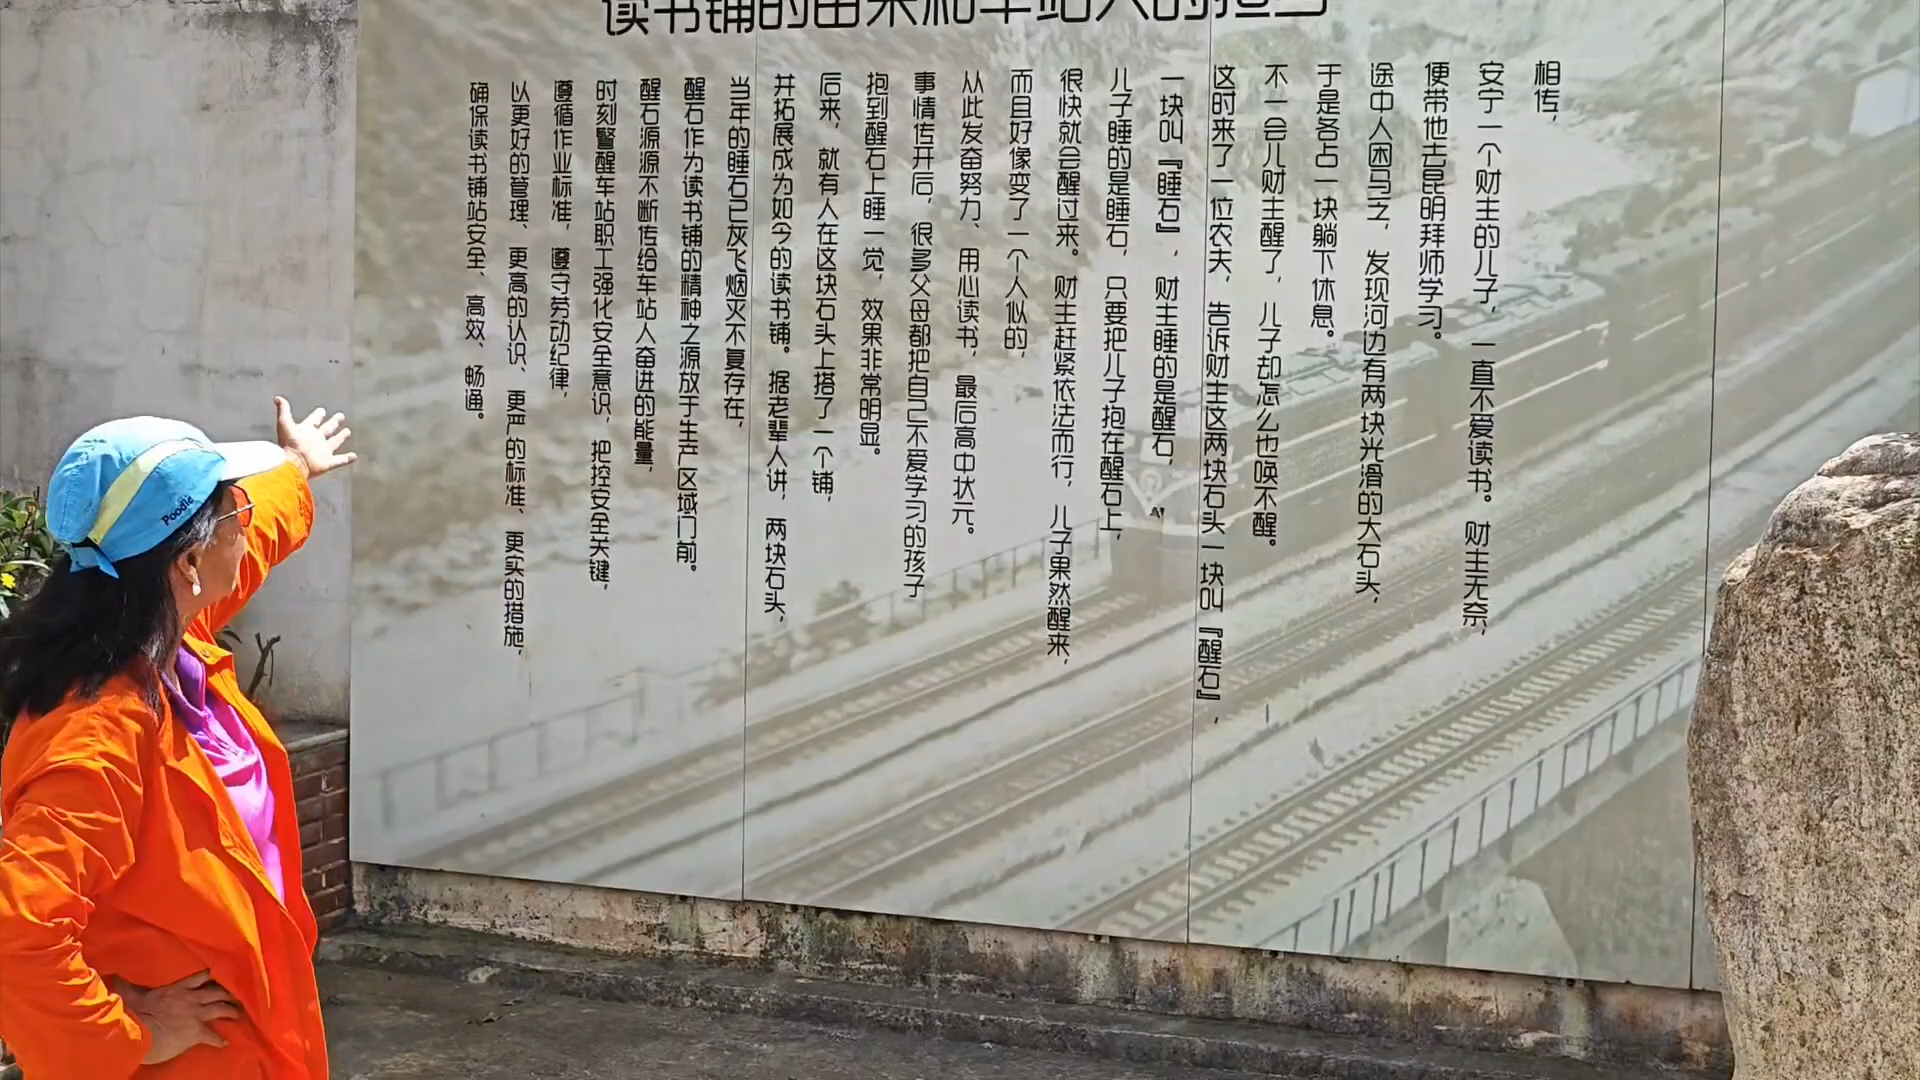 读书铺的由来和车站人的担当
相传，
安宁一个财主的儿子，一直不爱读书。财主无奈，
便带他去昆明拜师学习。
途中人困马乏，发现河边有两块光滑的大石头，
于是各占一块躺下休息。
不一会儿财主醒了，儿子却怎么也唤不醒。
这时来了一位农夫，告诉财主这两块石头一块叫『醒石』，
一块叫『睡石』，财主睡的是醒石，
儿子睡的是睡石，只要把儿子抱在醒石上，
很快就会醒过来。财主赶紧依法而行，儿子果然醒来，
而且好像变了一个人似的，
从此发奋努力、用心读书，最后高中状元。
事情传开后，很多父母都把自己不爱学习的孩子
抱到醒石上睡一觉，效果非常明显。
后来，就有人在这块石头上搭了一个铺，
并拓展成为如今的读书铺。据老辈人讲，两块石头，
当年的睡石已灰飞烟灭不复存在，
醒石作为读书铺的精神之源放于生产区域门前。
醒石源源不断传给车站人奋进的能量，
时刻警醒车站职工强化安全意识，把控安全关键，
遵循作业标准，遵守劳动纪律，
以更好的管理、更高的认识、更严的标准、更实的措施，
确保读书铺站安全、高效、畅通。
Poodle